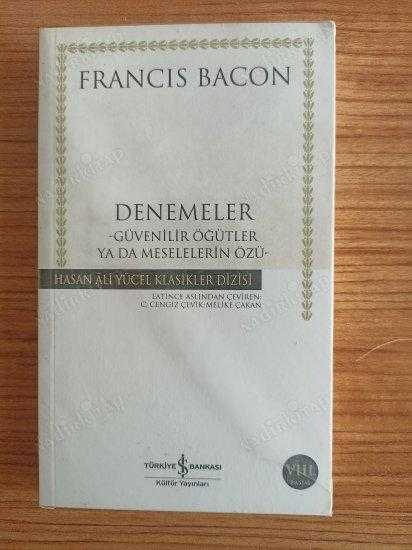 FRANCIS BACON
DENEMELER
-GÜVENİLİR ÖĞÜTLER
YA DA MESELELERİN ÖZÜ-
HASAN ÂLİ YÜCEL KLASİKLER DİZİSİ
LATİNCE ASLINDAN ÇEVİREN:
C. CENGİZ ÇEVİK-MELİKE ÇAKAN
TÜRKİYE İŞ BANKASI
Kültür Yayınları
VIII
BASIM